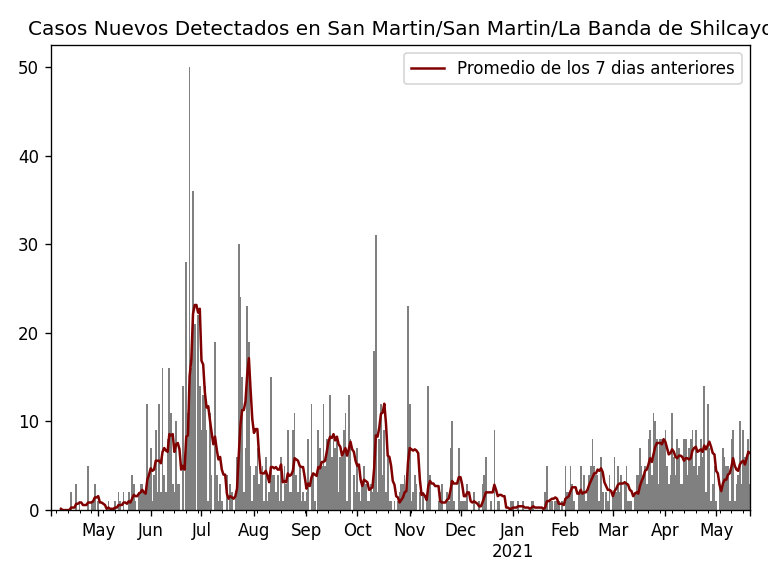 Casos Nuevos Detectados en San Martin/San Martin/La Banda de Shilcayo
Promedio de los 7 dias anteriores
50
40
30
20
10
0
May Jun Jul Aug Sep Oct Nov Dec Jan Feb Mar Apr May
2021